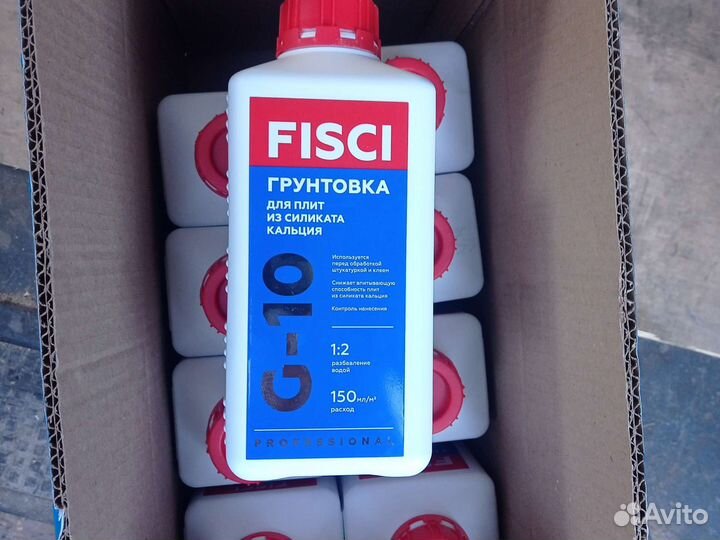 FISCI
ГРУНТОВКА
ДЛЯ ПЛИТ
ИЗ СИЛИКАТА
КАЛЬЦИЯ
G-10
Используется
перед обработкой
штукатуркой и клеем
Снижает впитывающую
способность плит
из силиката кальция
Контроль нанесения
1:2
разбавление
водой
150 мл/м²
расход
PROFESSIONAL
Avito